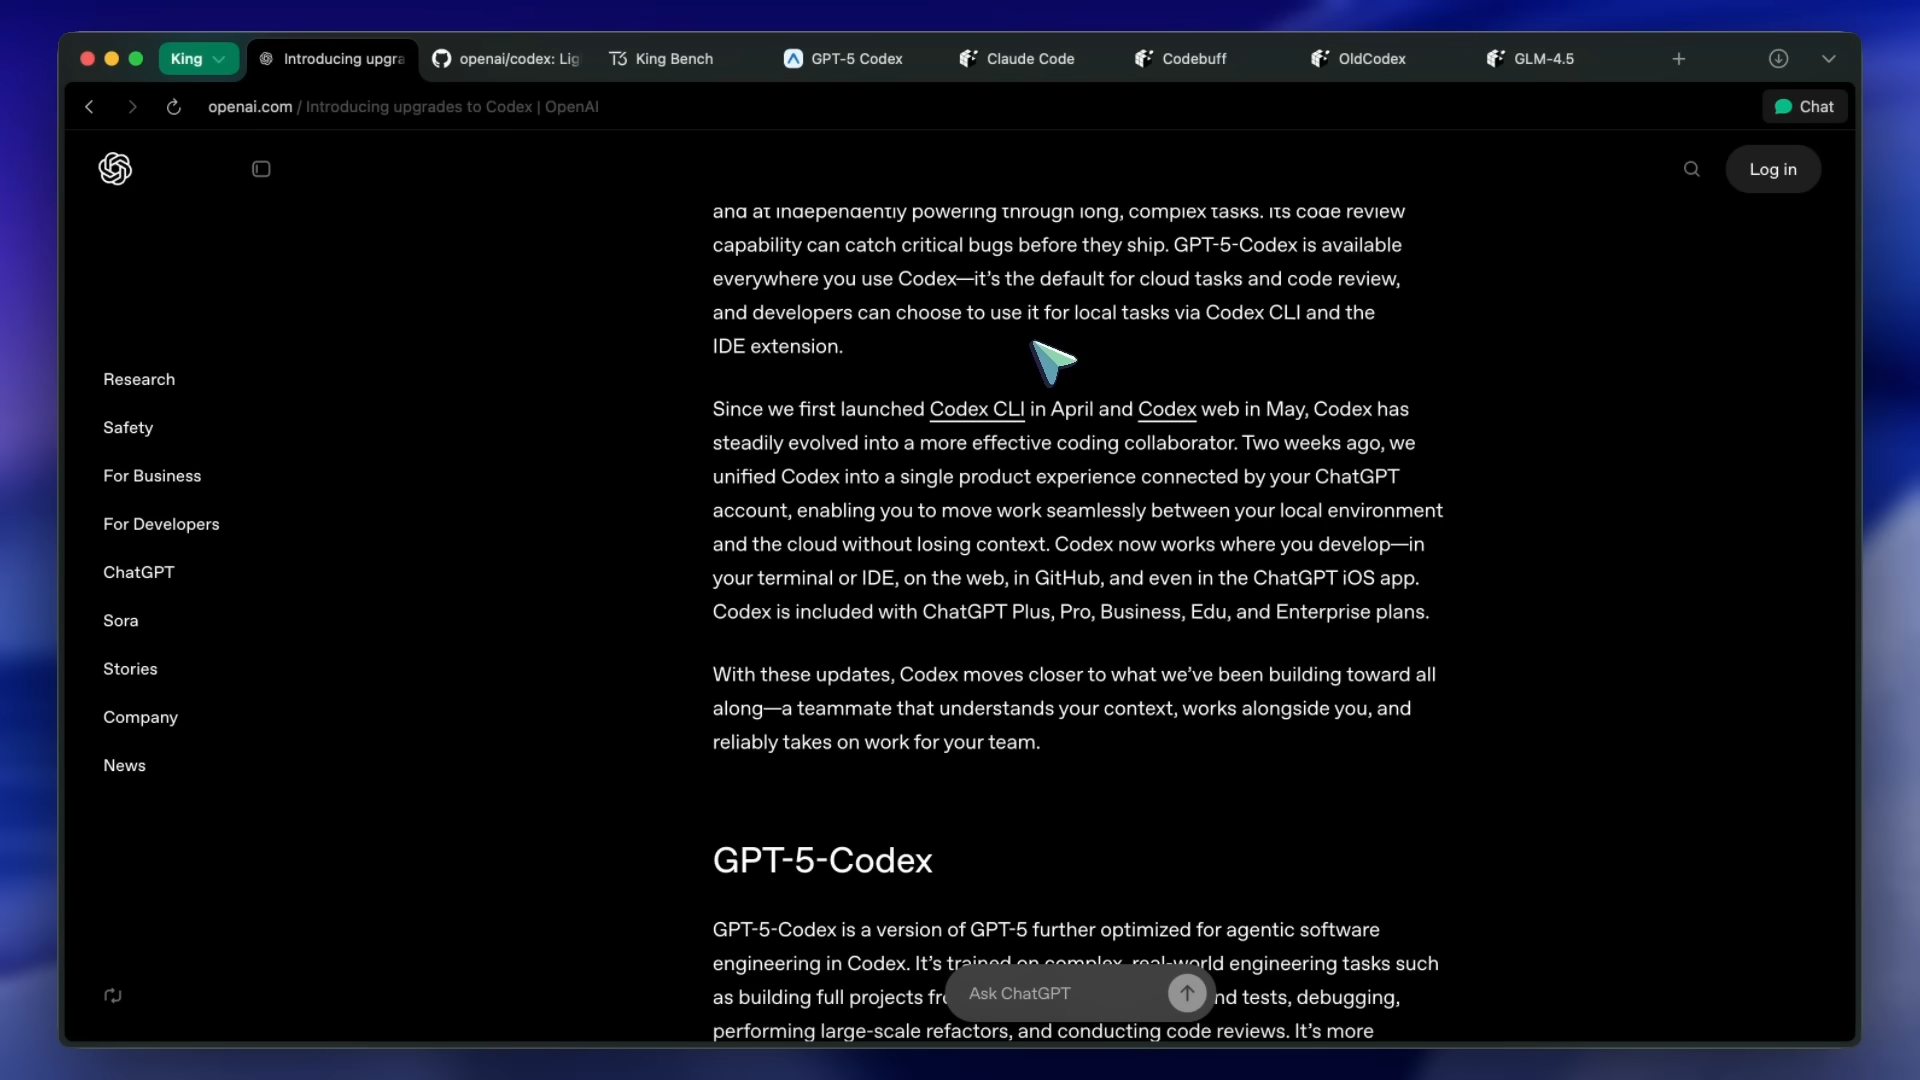 King
Introducing upgra
openai/codex: Lig
King Bench
GPT-5 Codex
Claude Code
Codebuff
OldCodex
GLM-4.5
openai.com / Introducing upgrades to Codex | OpenAI
Chat
Log in
Research
Safety
For Business
For Developers
ChatGPT
Sora
Stories
Company
News
and at independently powering through long, complex tasks. Its code review
capability can catch critical bugs before they ship. GPT-5-Codex is available
everywhere you use Codex—it’s the default for cloud tasks and code review,
and developers can choose to use it for local tasks via Codex CLI and the
IDE extension.
Since we first launched Codex CLI in April and Codex web in May, Codex has
steadily evolved into a more effective coding collaborator. Two weeks ago, we
unified Codex into a single product experience connected by your ChatGPT
account, enabling you to move work seamlessly between your local environment
and the cloud without losing context. Codex now works where you develop—in
your terminal or IDE, on the web, in GitHub, and even in the ChatGPT iOS app.
Codex is included with ChatGPT Plus, Pro, Business, Edu, and Enterprise plans.
With these updates, Codex moves closer to what we’ve been building toward all
along—a teammate that understands your context, works alongside you, and
reliably takes on work for your team.
GPT-5-Codex
GPT-5-Codex is a version of GPT-5 further optimized for agentic software
engineering in Codex. It’s trained on complex, real-world engineering tasks such
as building full projects nd tests, debugging,
performing large-scale refactors, and conducting code reviews. It’s more
Ask ChatGPT